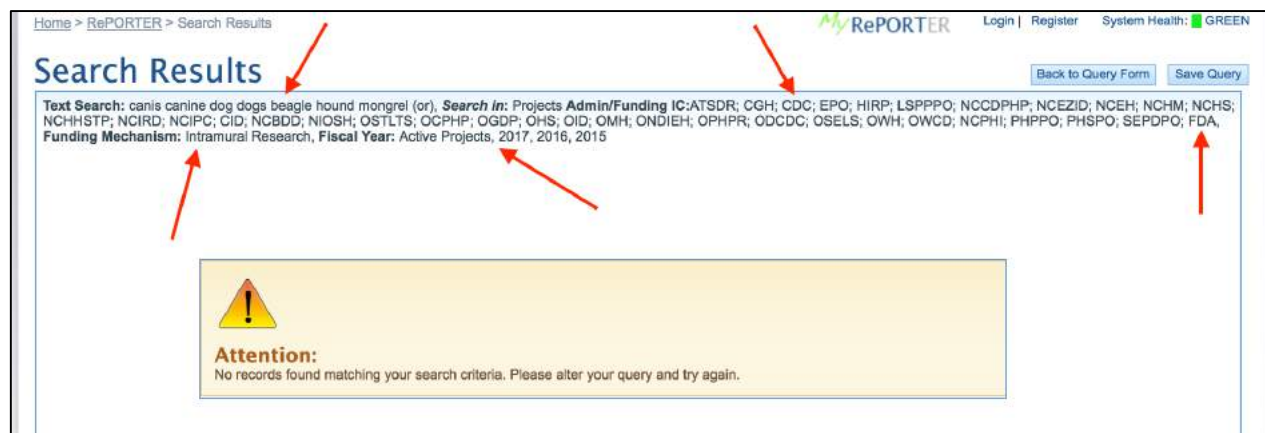 Home > RePORTER > Search Results
My RePORTER Login | Register System Health: GREEN
Search Results
Back to Query Form Save Query
Text Search: canis canine dog dogs beagle hound mongrel (or), Search in: Projects Admin/Funding IC:ATSDR; CGH; CDC; EPO; HIRP; LSPPPO; NCCDPHP; NCEZID; NCEH; NCHM; NCHS;
NCHHSTP; NCIRD; NCIPC; CID; NCBDD; NIOSH; OSTLTS; OCPHP; OGDP; OHS; OID; OMH; ONDIEH; OPHPR; ODCDC; OSELS; OWH; OWCD; NCPHI; PHPPO; PHSPO; SEPDPO; FDA,
Funding Mechanism: Intramural Research, Fiscal Year: Active Projects, 2017, 2016, 2015
Attention:
No records found matching your search criteria. Please alter your query and try again.